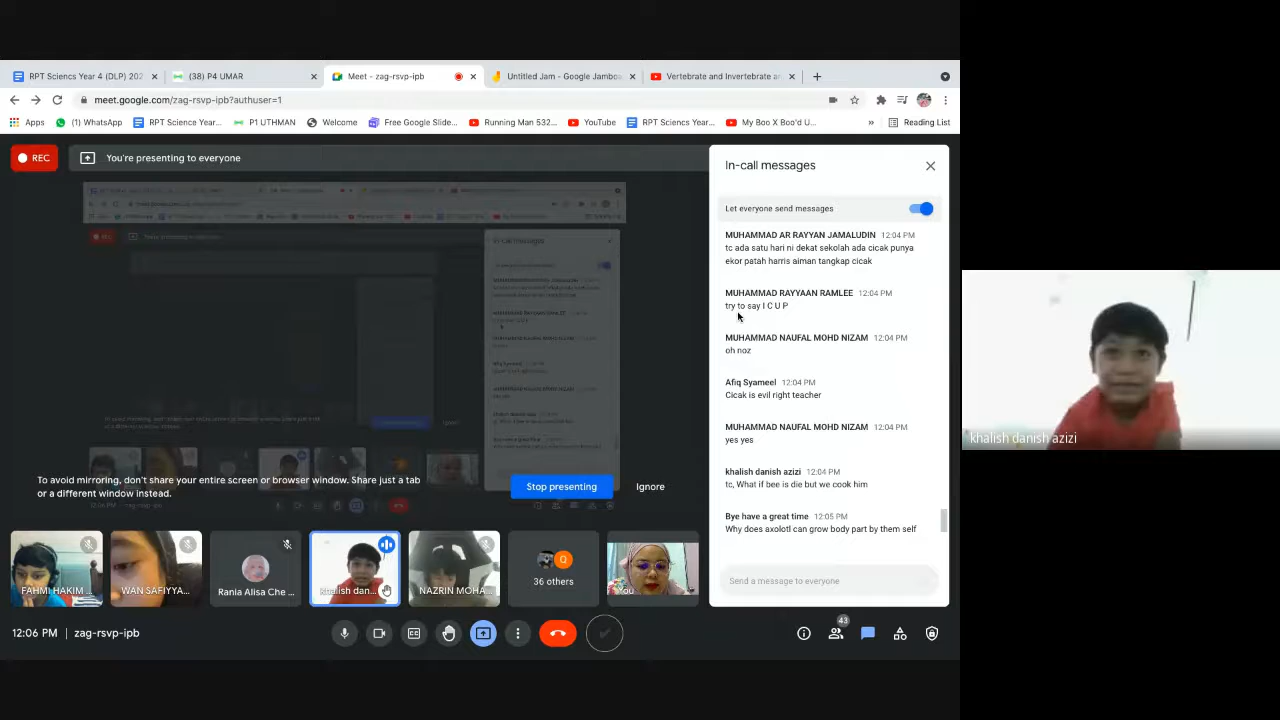 RPT Sciencs Year 4 (DLP) 202
(38) P4 UMAR
Meet - zag-rsvp-ipb
Untitled Jam - Google Jamboa
Vertebrate and Invertebrate an
meet.google.com/zag-rsvp-ipb?authuser=1
Apps
(1) WhatsApp
RPT Science Year...
P1 UTHMAN
Welcome
Free Google Slide...
Running Man 532...
YouTube
RPT Sciencs Year...
My Boo X Boo'd U...
»
Reading List
REC
You're presenting to everyone
In-call messages
Let everyone send messages
MUHAMMAD AR RAYYAN JAMALUDIN 12:04 PM
tc ada satu hari ni dekat sekolah ada cicak punya
ekor patah harris aiman tangkap cicak
MUHAMMAD RAYYAAN RAMLEE 12:04 PM
try to say I C U P
MUHAMMAD NAUFAL MOHD NIZAM 12:04 PM
oh noz
Afiq Syameel 12:04 PM
Cicak is evil right teacher
MUHAMMAD NAUFAL MOHD NIZAM 12:04 PM
yes yes
khalish danish azizi 12:04 PM
tc, What if bee is die but we cook him
Bye have a great time 12:05 PM
Why does axolotl can grow body part by them self
Send a message to everyone
To avoid mirroring, don't share your entire screen or browser window. Share just a tab
or a different window instead.
Stop presenting
Ignore
FAHMI HAKIM ...
WAN SAFIYYA...
Rania Alisa Che ...
khalish dan...
NAZRIN MOHA...
Q
36 others
You
12:06 PM | zag-rsvp-ipb
43
khalish danish azizi